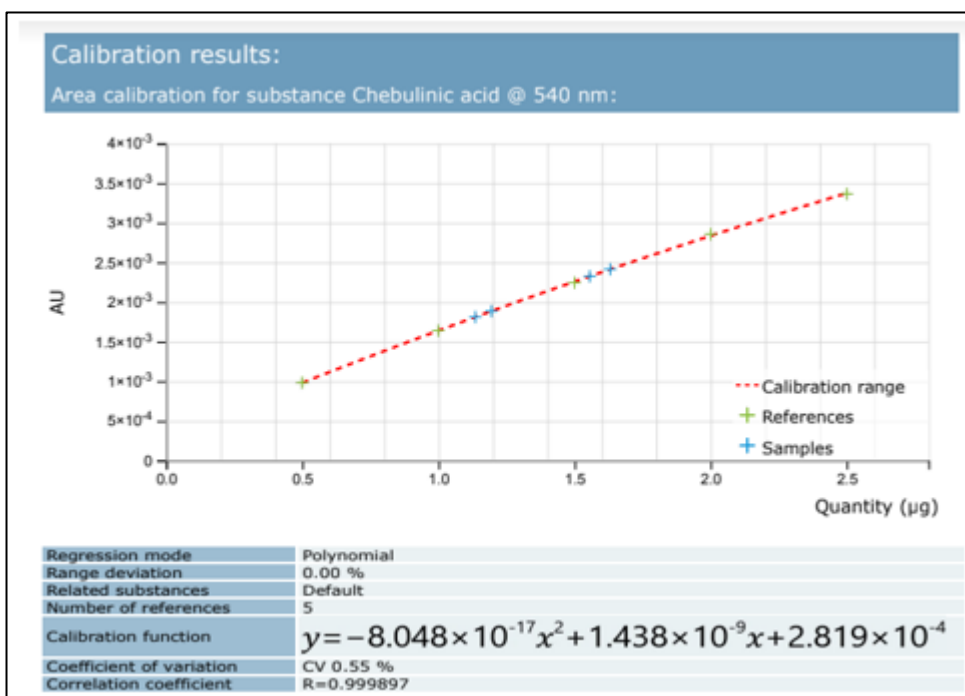 Calibration results:
Area calibration for substance Chebulinic acid @ 540 nm:
4×10⁻³
3.5×10⁻³
3×10⁻³
2.5×10⁻³
2×10⁻³
1.5×10⁻³
1×10⁻³
5×10⁻⁴
0
AU
0.0 0.5 1.0 1.5 2.0 2.5
Quantity (µg)
Calibration range
References
Samples
Regression mode Polynomial
Range deviation 0.00 %
Related substances Default
Number of references 5
Calibration function y=−8.048×10⁻¹⁷x²+1.438×10⁻⁹x+2.819×10⁻⁴
Coefficient of variation CV 0.55 %
Correlation coefficient R=0.999897